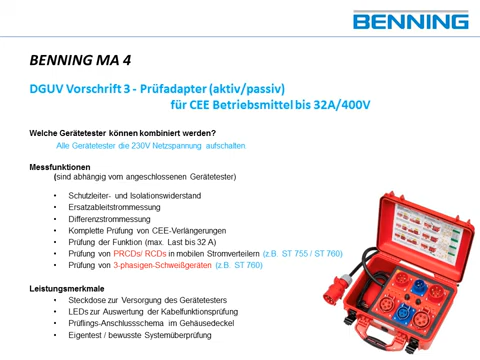 BENNING
BENNING MA 4
DGUV Vorschrift 3 - Prüfadapter (aktiv/passiv)
für CEE Betriebsmittel bis 32A/400V
Welche Gerätetester können kombiniert werden?
Alle Gerätetester die 230V Netzspannung aufschalten
Messfunktionen
(sind abhängig vom angeschlossenen Gerätetester)
• Schutzleiter- und Isolationswiderstand
• Ersatzableitstrommessung
• Differenzstrommessung
• Komplette Prüfung von CEE-Verlängerungen
• Prüfung der Funktion (max. Last bis 32 A)
• Prüfung von PRCDs/ RCDs in mobilen Stromverteilern (z.B. ST 755 / ST 760)
• Prüfung von 3-phasigen-Schweißgeräten (z.B. ST 760)
Leistungsmerkmale
• Steckdose zur Versorgung des Gerätetesters
• LEDs zur Auswertung der Kabelfunktionsprüfung
• Prüflings-Anschlussschema im Gehäusedeckel
• Eigentest / bewusste Systemüberprüfung